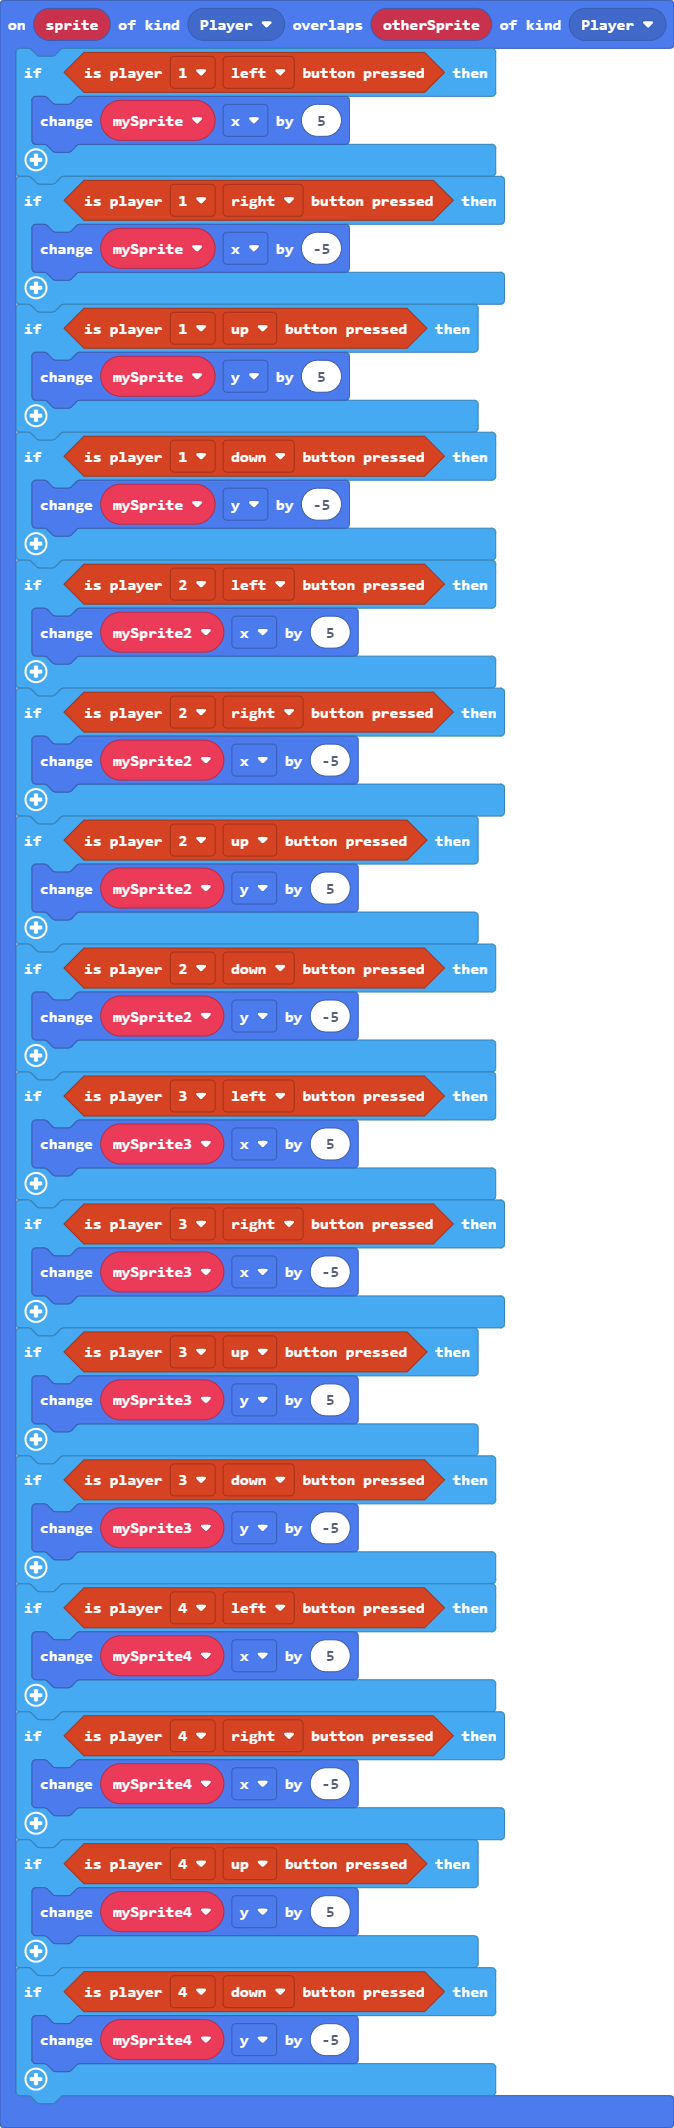 on sprite of kind Player overlaps otherSprite of kind Player
if is player 1 left button pressed then
change mySprite x by 5
if is player 1 right button pressed then
change mySprite x by -5
if is player 1 up button pressed then
change mySprite y by 5
if is player 1 down button pressed then
change mySprite y by -5
if is player 2 left button pressed then
change mySprite2 x by 5
if is player 2 right button pressed then
change mySprite2 x by -5
if is player 2 up button pressed then
change mySprite2 y by 5
if is player 2 down button pressed then
change mySprite2 y by -5
if is player 3 left button pressed then
change mySprite3 x by 5
if is player 3 right button pressed then
change mySprite3 x by -5
if is player 3 up button pressed then
change mySprite3 y by 5
if is player 3 down button pressed then
change mySprite3 y by -5
if is player 4 left button pressed then
change mySprite4 x by 5
if is player 4 right button pressed then
change mySprite4 x by -5
if is player 4 up button pressed then
change mySprite4 y by 5
if is player 4 down button pressed then
change mySprite4 y by -5